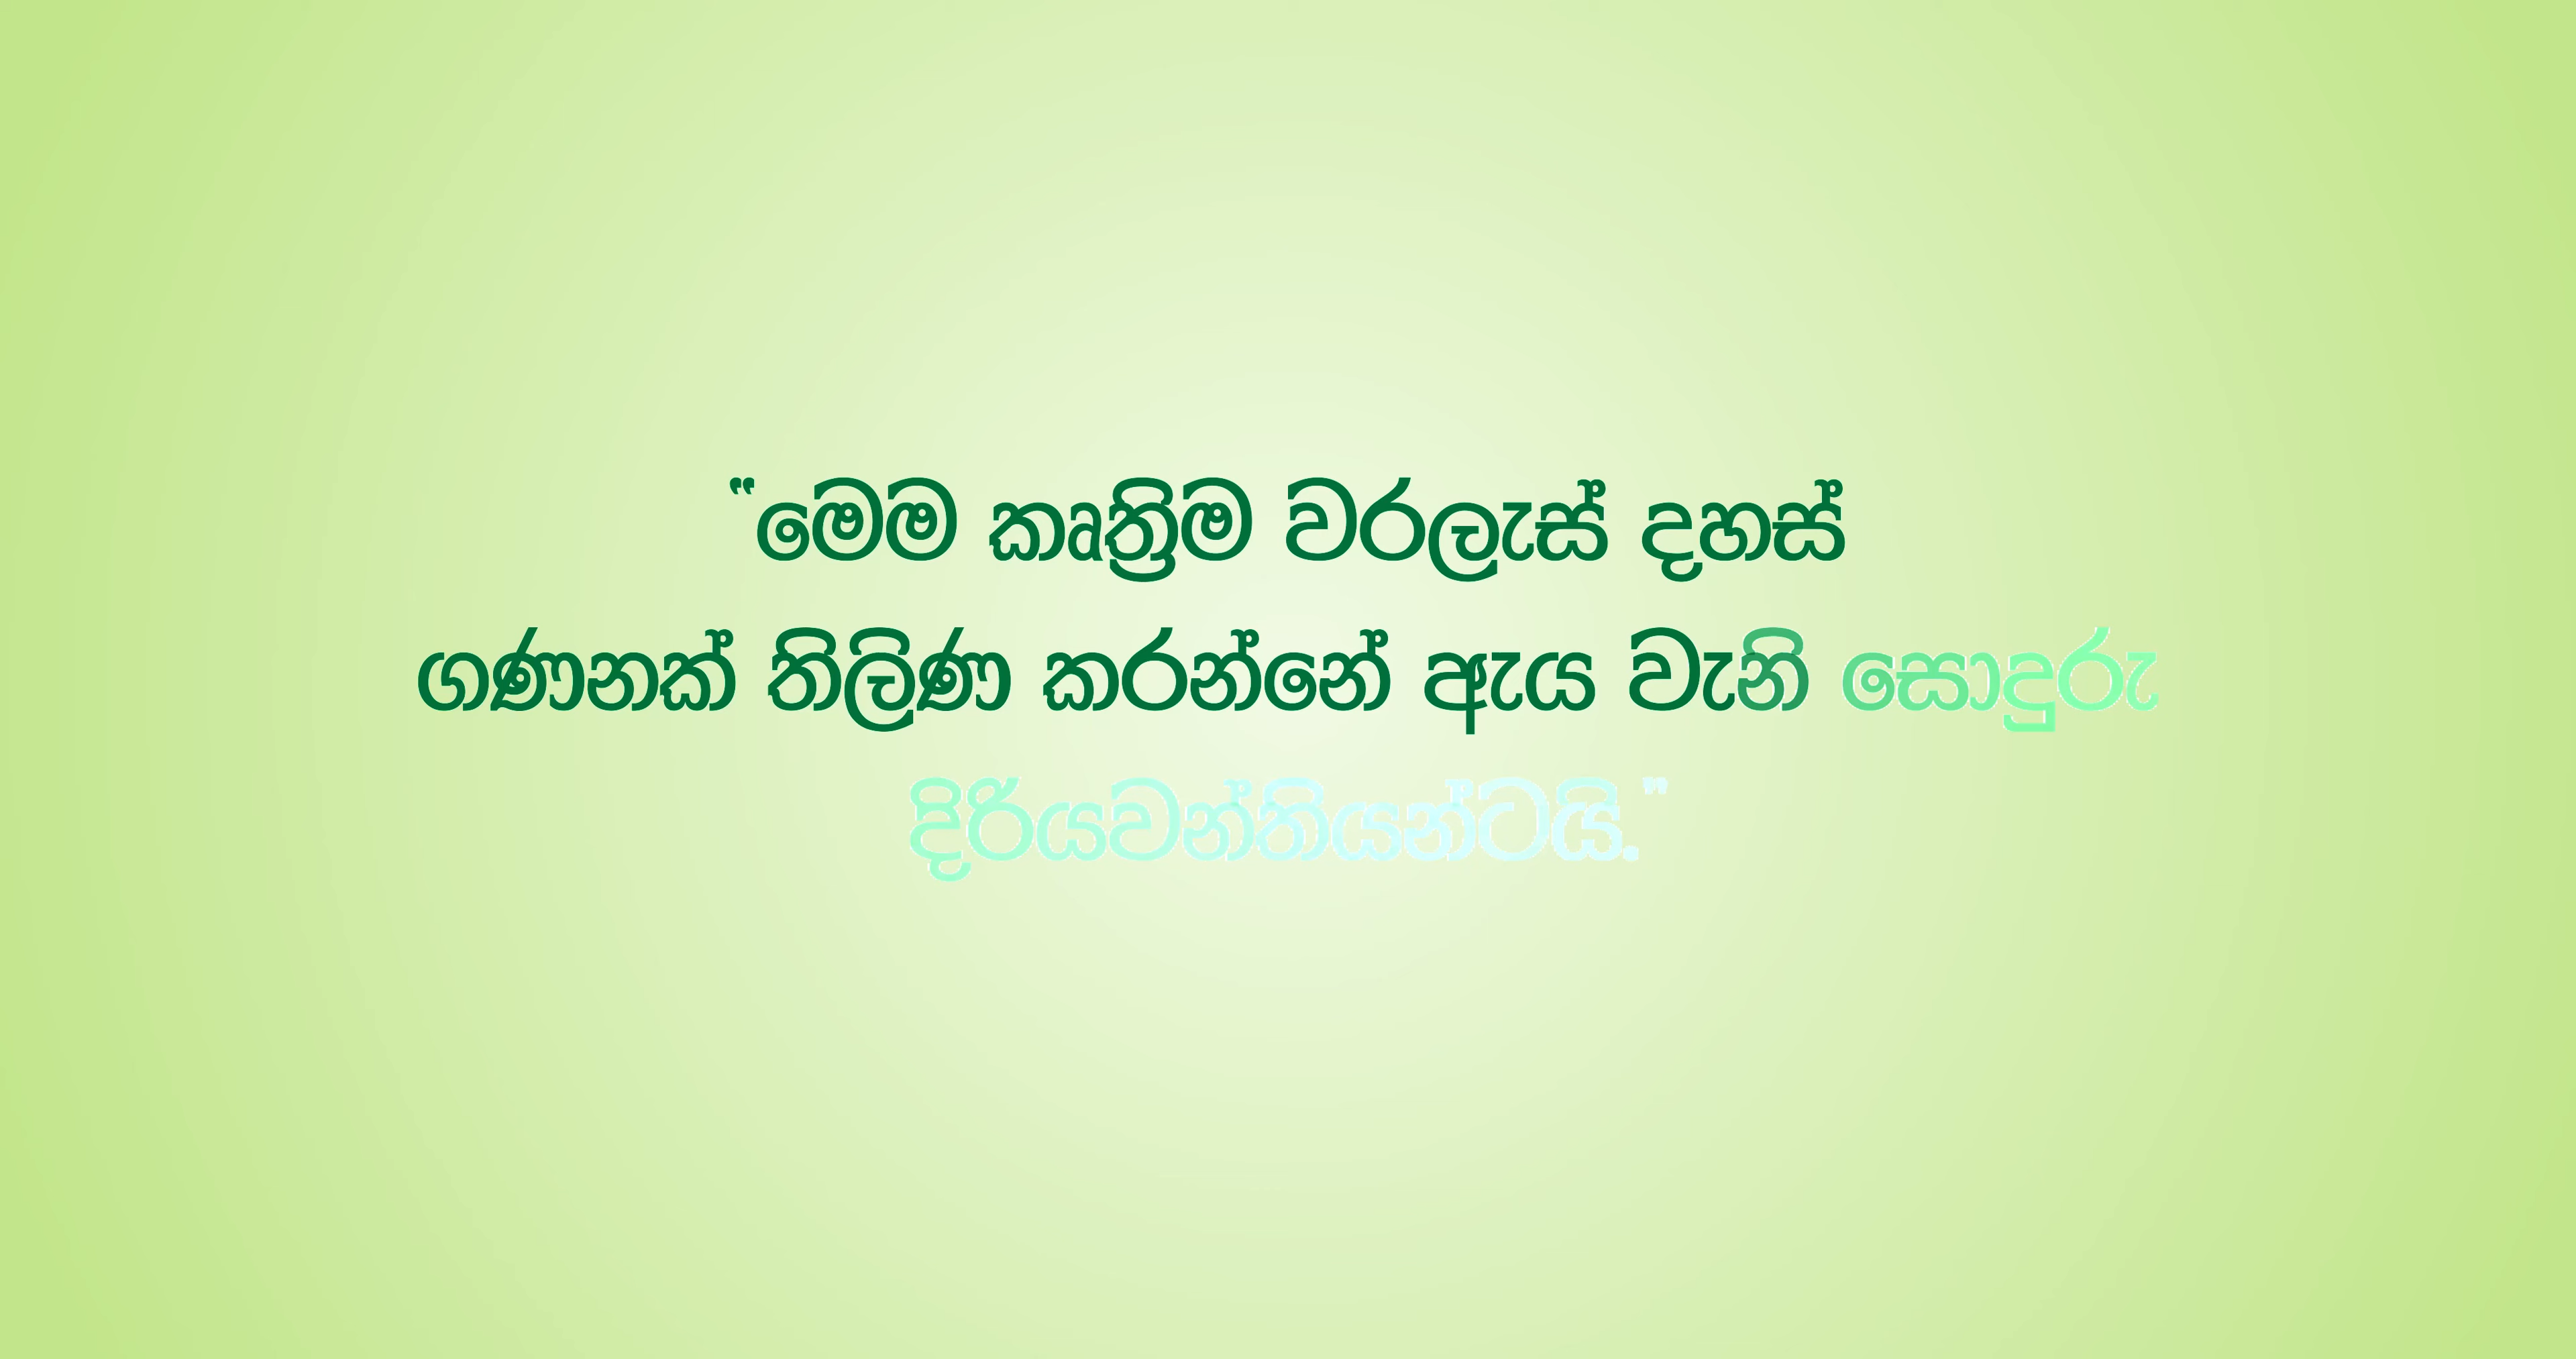 "මෙම කෘත්‍රිම වරලැස් දහස්
ගණනක් තිලිණ කරන්නේ ඇය වැනි සොදුරු
දිරියවන්තියන්ටයි."